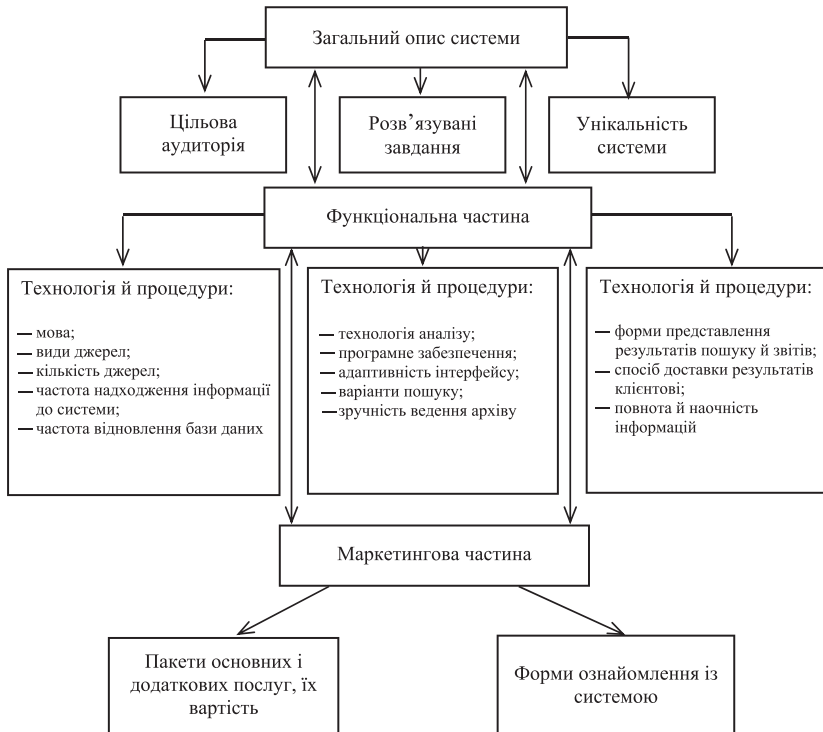 Загальний опис системи
Цільова
аудиторія
Розв’язувані
завдання
Унікальність
системи
Функціональна частина
Технологія й процедури:
— мова;
— види джерел;
— кількість джерел;
— частота надходження інформації
до системи;
— частота відновлення бази даних
Технологія й процедури:
— технологія аналізу;
— програмне забезпечення;
— адаптивність інтерфейсу;
— варіанти пошуку;
— зручність ведення архіву
Технологія й процедури:
— форми представлення
результатів пошуку й звітів;
— спосіб доставки результатів
клієнтові;
— повнота й наочність
інформацій
Маркетингова частина
Пакети основних і
додаткових послуг, їх
вартість
Форми ознайомлення із
системою